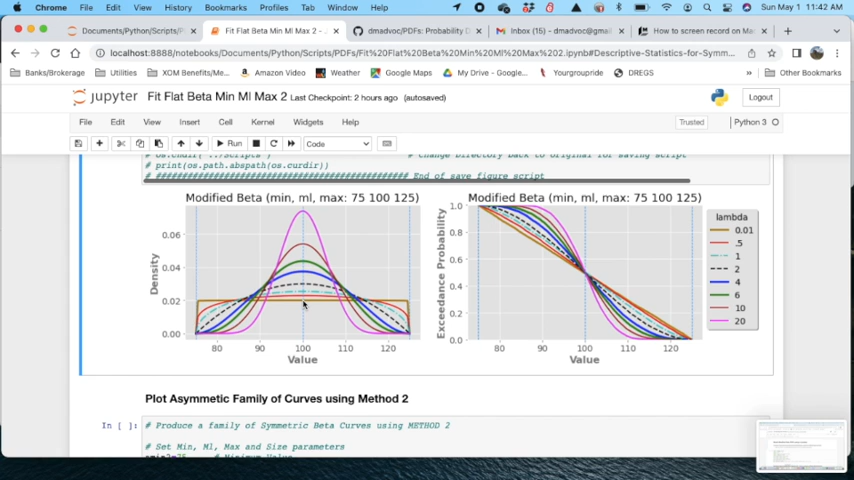 Chrome File Edit View History Bookmarks Profiles Tab Window Help Sun May 1 11:42 AM
Documents/Python/Scripts/P Fit Flat Beta Min Ml Max 2 - dmadvoc/PDFs: Probability D Inbox (15) - dmadvoc@gmail How to screen record on Ma
localhost:8888/notebooks/Documents/Python/Scripts/PDFs/Fit%20Flat%20Beta%20Min%20Ml%20Max%202.ipynb#Descriptive-Statistics-for-Symm...
Banks/Brokerage Utilities XOM Benefits/Me... Amazon Video Weather Google Maps My Drive - Google... Yourgroupride DREGS » Other Bookmarks
jupyter Fit Flat Beta Min Ml Max 2 Last Checkpoint: 2 hours ago (autosaved) Logout
File Edit View Insert Cell Kernel Widgets Help Trusted Python 3
Run Code
# print(os.path.abspath(os.curdir))
Modified Beta (min, ml, max: 75 100 125) Modified Beta (min, ml, max: 75 100 125)
Density
0.06
0.04
0.02
0.00
80 90 100 110 120
Value
Exceedance Probability
1.0
0.8
0.6
0.4
0.2
0.0
80 90 100 110 120
Value
lambda
0.01
.5
1
2
4
6
10
20
Plot Asymmetric Family of Curves using Method 2
In [ ]: # Produce a family of Symmetric Beta Curves using METHOD 2
# Set Min, Ml, Max and Size parameters